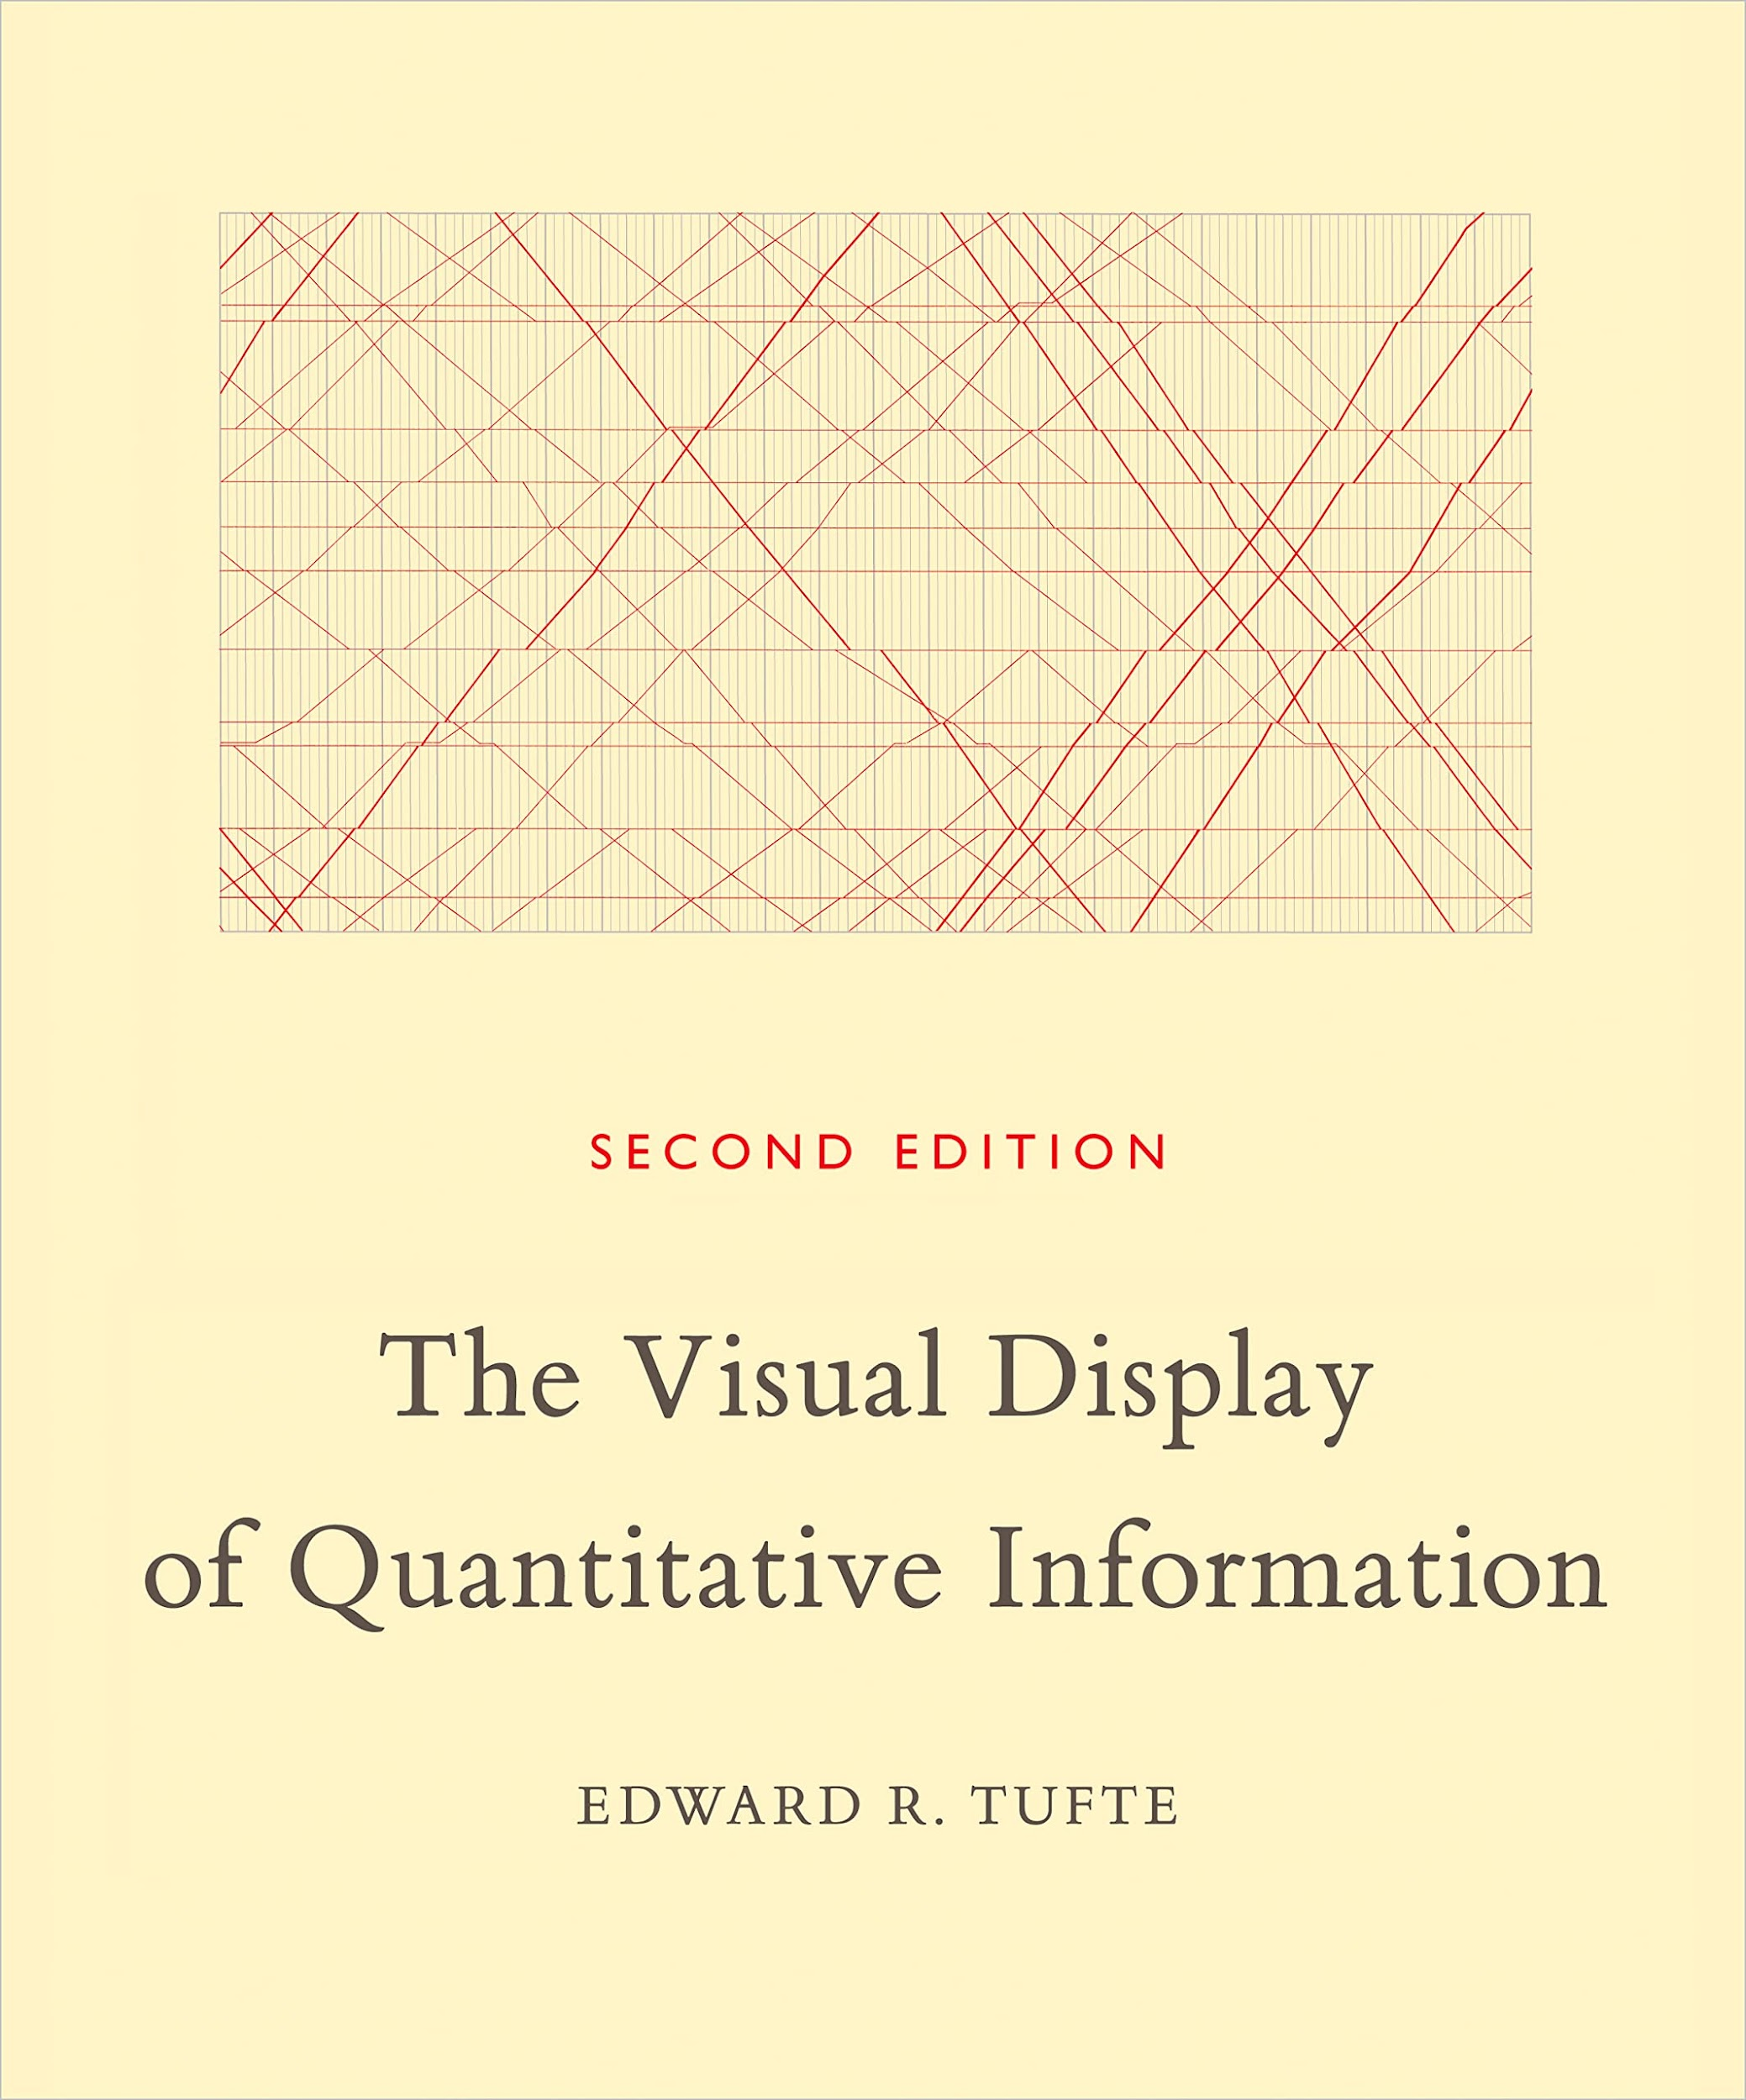 SECOND EDITION
The Visual Display
of Quantitative Information
EDWARD R. TUFTE